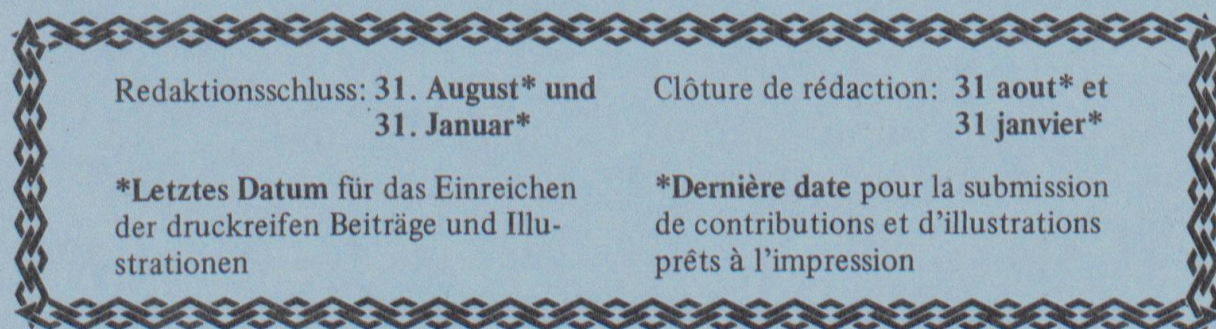 Redaktionsschluss: 31. August* und
31. Januar*
*Letztes Datum für das Einreichen
der druckreifen Beiträge und Illu-
strationen
Clôture de rédaction: 31 aout* et
31 janvier*
*Dernière date pour la submission
de contributions et d'illustrations
prêts à l'impression